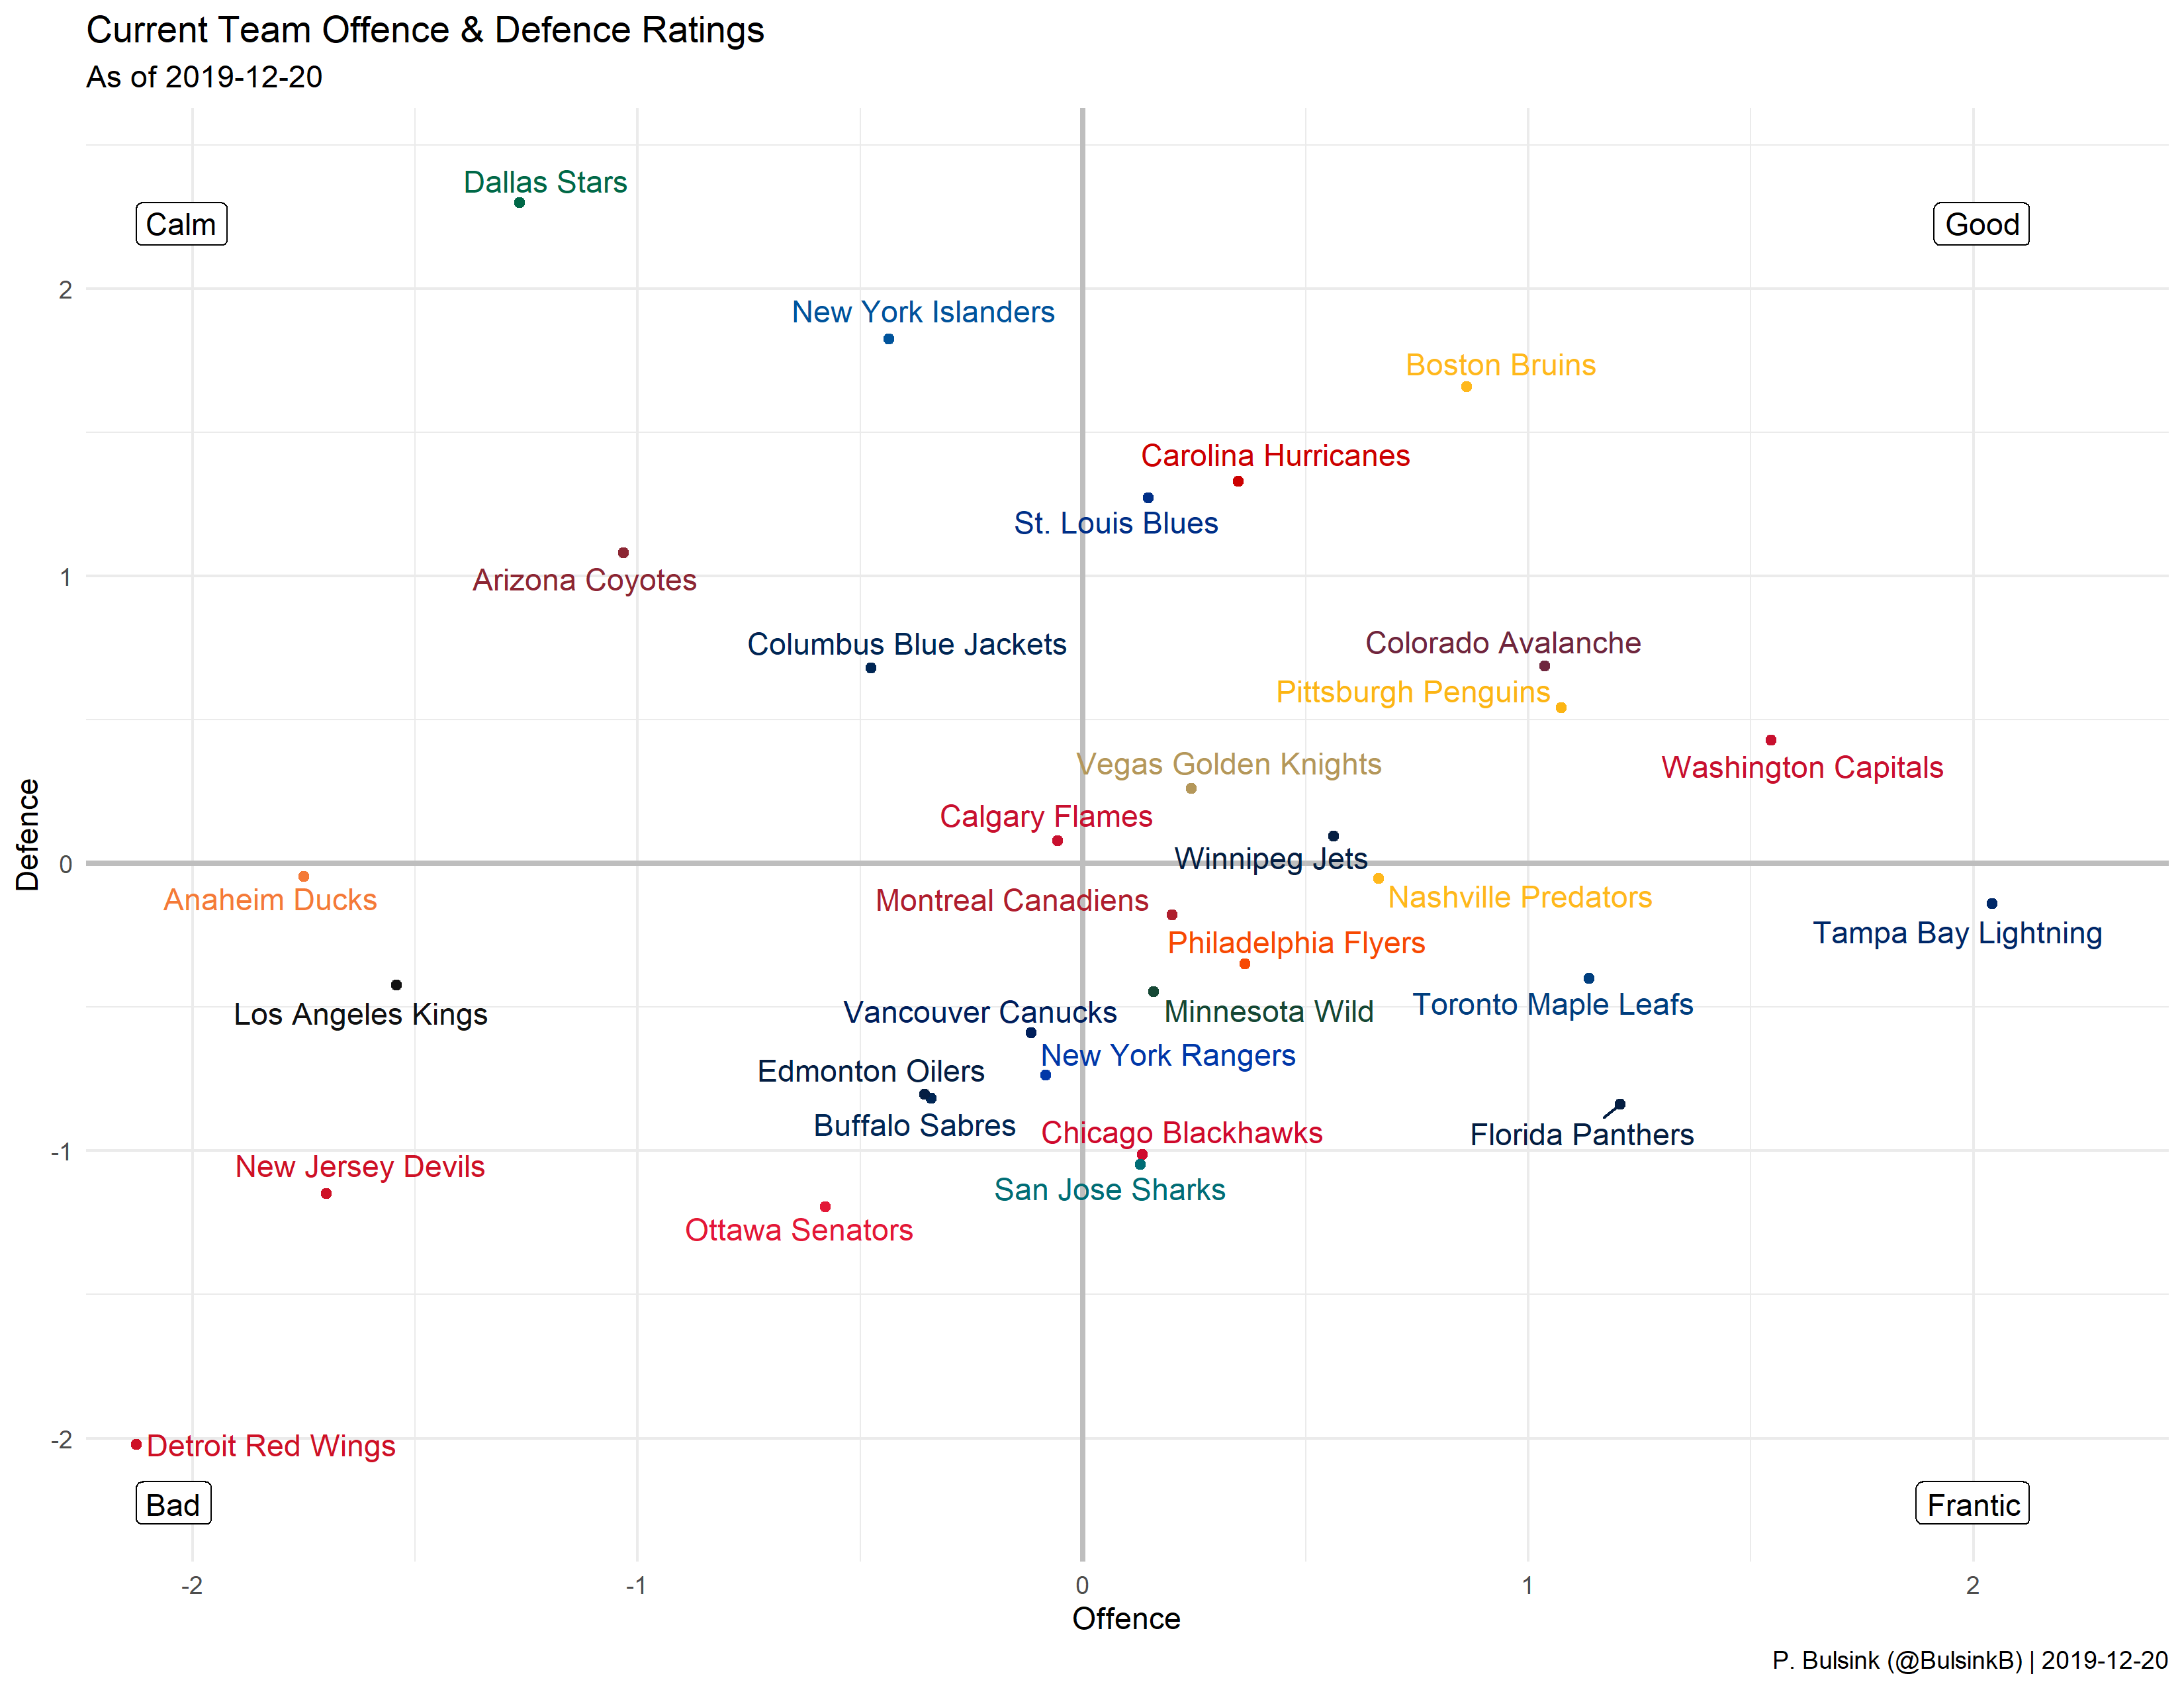 Current Team Offence & Defence Ratings
As of 2019-12-20
Dallas Stars
Calm
Good
2
New York Islanders
Boston Bruins
Carolina Hurricanes
St. Louis Blues
1
Arizona Coyotes
Columbus Blue Jackets
Colorado Avalanche
Pittsburgh Penguins
Vegas Golden Knights
Washington Capitals
Calgary Flames
Defence
Winnipeg Jets
0
Anaheim Ducks
Montreal Canadiens
Nashville Predators
Philadelphia Flyers
Tampa Bay Lightning
Los Angeles Kings
Vancouver Canucks
Minnesota Wild
Toronto Maple Leafs
New York Rangers
Edmonton Oilers
Buffalo Sabres
Chicago Blackhawks
Florida Panthers
-1
New Jersey Devils
San Jose Sharks
Ottawa Senators
-2
Detroit Red Wings
Bad
Frantic
-2
-1
0
1
2
Offence
P. Bulsink (@BulsinkB) | 2019-12-20